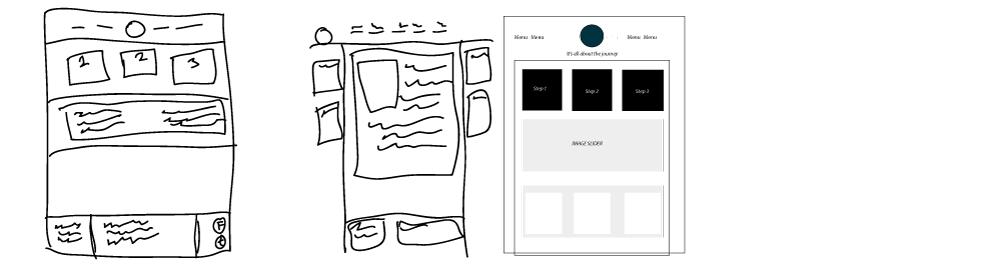 1
2
3
F
t
Menu Menu
Menu Menu
It's all about the journey
Step 1
Step 2
Step 3
IMAGE SLIDER